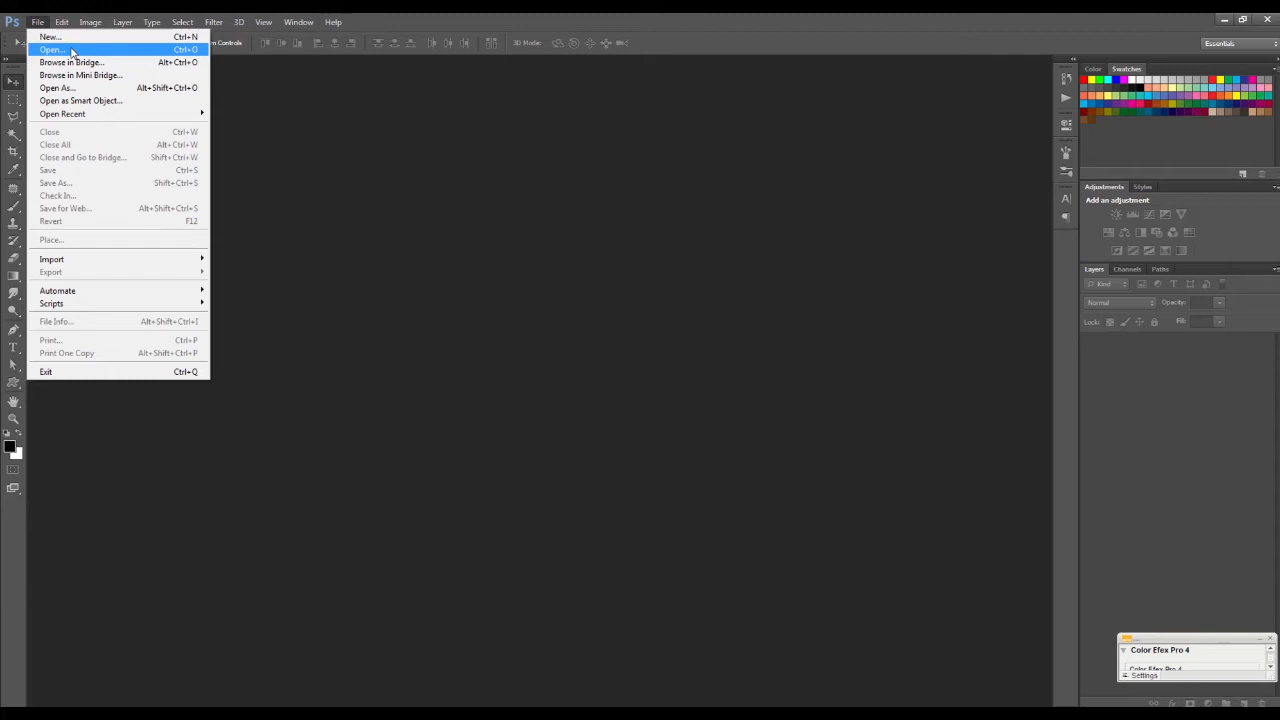 Ps File Edit Image Layer Type Select Filter 3D View Window Help
New... Ctrl+N
Open... Ctrl+O
Browse in Bridge... Alt+Ctrl+O
Browse in Mini Bridge...
Open As... Alt+Shift+Ctrl+O
Open as Smart Object...
Open Recent
Close Ctrl+W
Close All Alt+Ctrl+W
Close and Go to Bridge... Shift+Ctrl+W
Save Ctrl+S
Save As... Shift+Ctrl+S
Check In...
Save for Web... Alt+Shift+Ctrl+S
Revert F12
Place...
Import
Export
Automate
Scripts
File Info... Alt+Shift+Ctrl+I
Print... Ctrl+P
Print One Copy Alt+Shift+Ctrl+P
Exit Ctrl+Q
Controls 3D Mode: Essentials
Color Swatches
Adjustments Styles
Add an adjustment
Layers Channels Paths
Kind
Normal Opacity:
Lock: Fill:
Color Efex Pro 4
Color Efex Pro 4
Settings